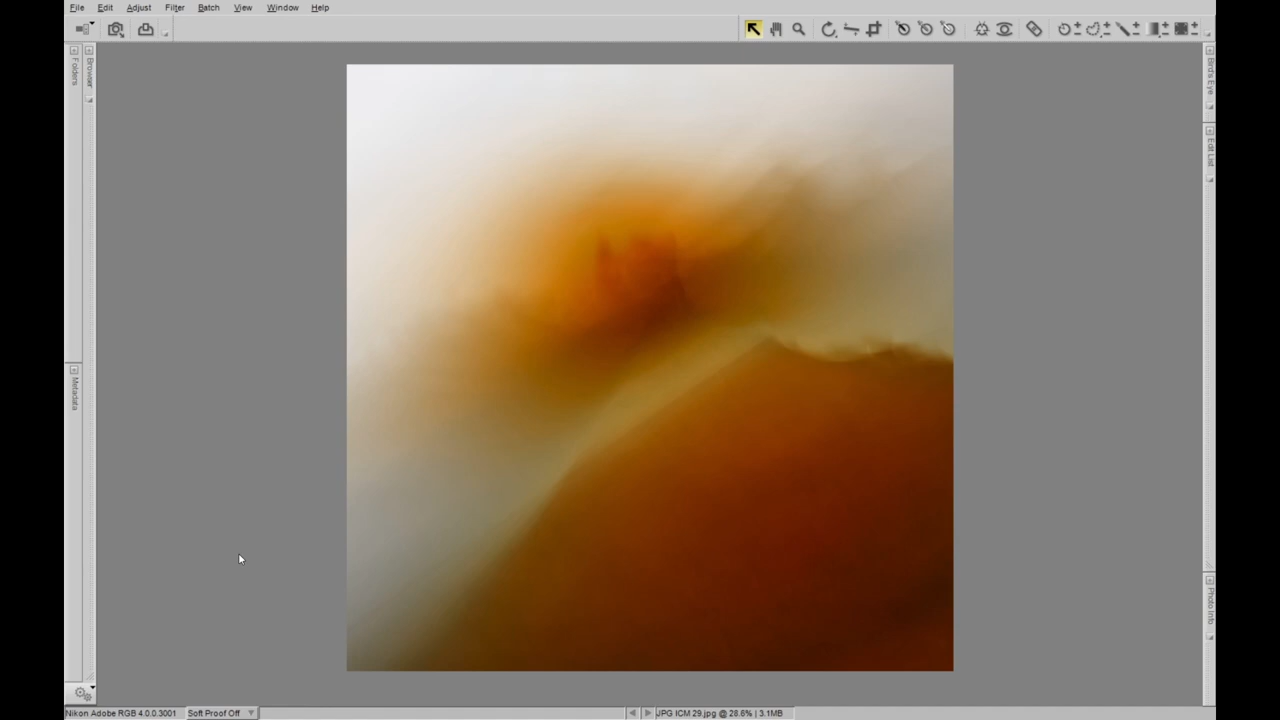 File Edit Adjust Filter Batch View Window Help
Folders
Browser
Metadata
Bird's Eye
Edit List
Photo Info
Nikon Adobe RGB 4.0.0.3001 Soft Proof Off JPG ICM 29.jpg @ 28.6% | 3.1MB